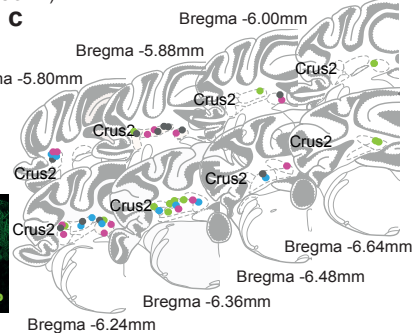 c
Bregma -6.00mm
Bregma -5.88mm
-5.80mm
Crus2
Crus2
Crus2
Crus2
Crus2
Crus2
Crus2
Bregma -6.64mm
Bregma -6.48mm
Bregma -6.36mm
Bregma -6.24mm